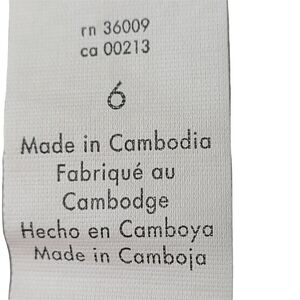 rn 36009
ca 00213
6
Made in Cambodia
Fabriqué au
Cambodge
Hecho en Camboya
Made in Camboja